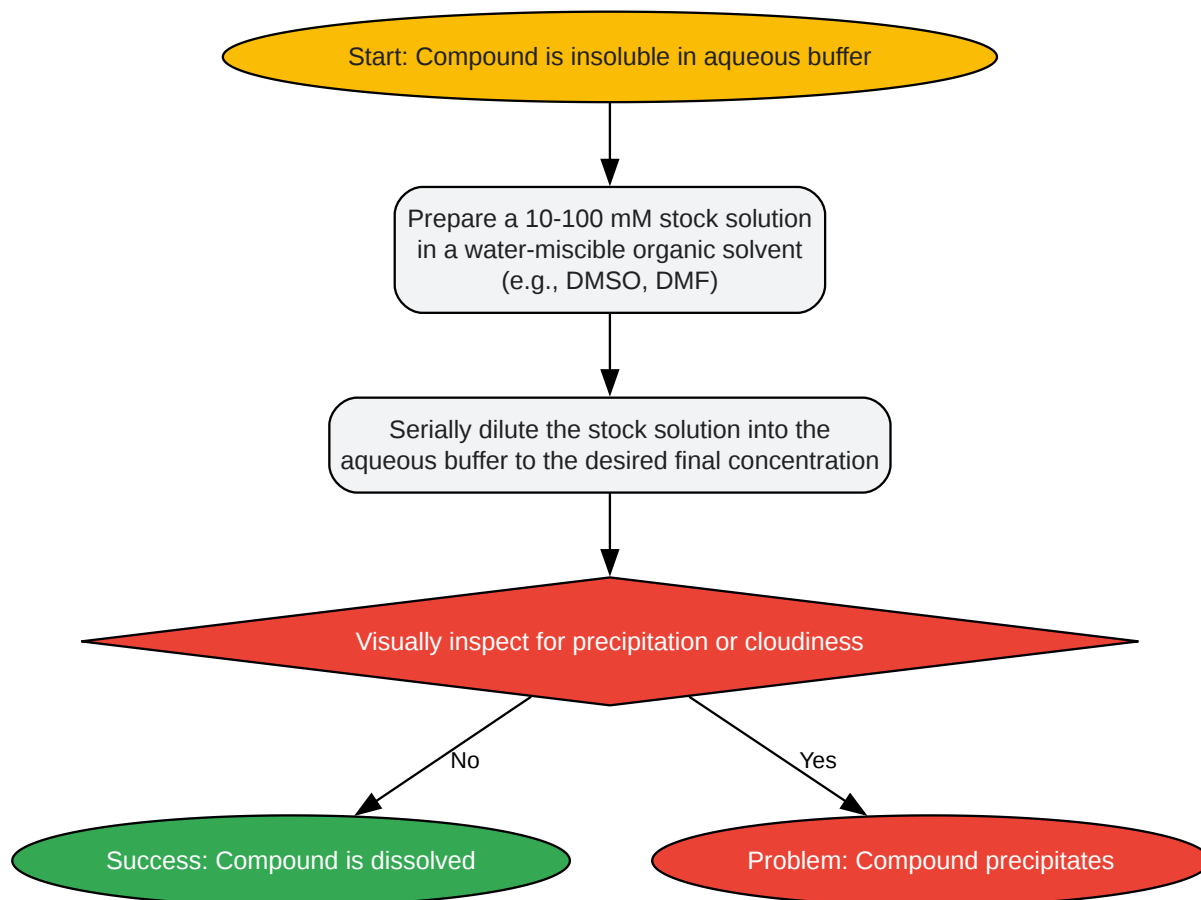 Start: Compound is insoluble in aqueous buffer
Prepare a 10-100 mM stock solution
in a water-miscible organic solvent
(e.g., DMSO, DMF)
Serially dilute the stock solution into the
aqueous buffer to the desired final concentration
Visually inspect for precipitation or cloudiness
No
Yes
Success: Compound is dissolved
Problem: Compound precipitates